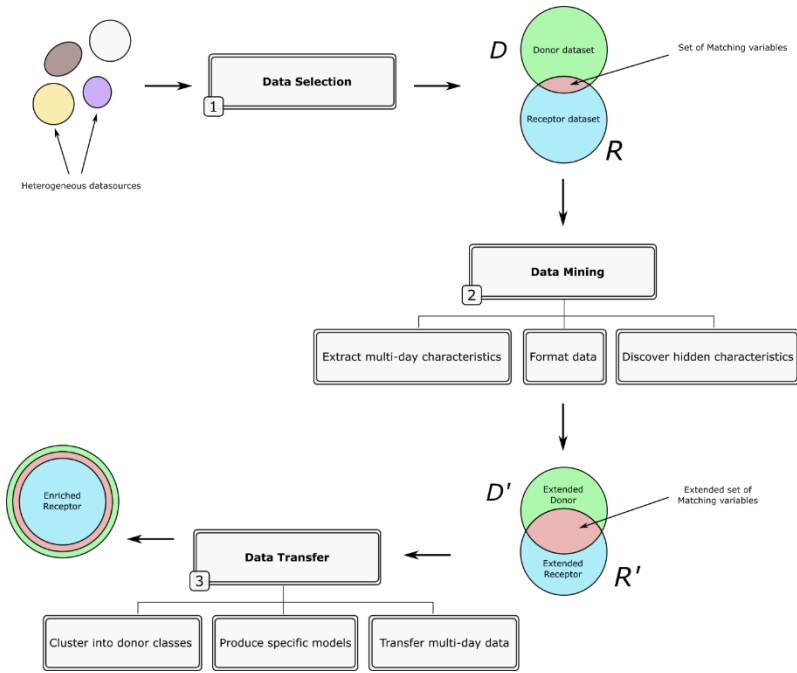 Heterogeneous datasources
Data Selection
1
D
Donor dataset
Set of Matching variables
Receptor dataset
R
Data Mining
2
Extract multi-day characteristics
Format data
Discover hidden characteristics
D'
Extended
Donor
Extended set of
Matching variables
Extended
Receptor
R'
Data Transfer
3
Cluster into donor classes
Produce specific models
Transfer multi-day data
Enriched
Receptor